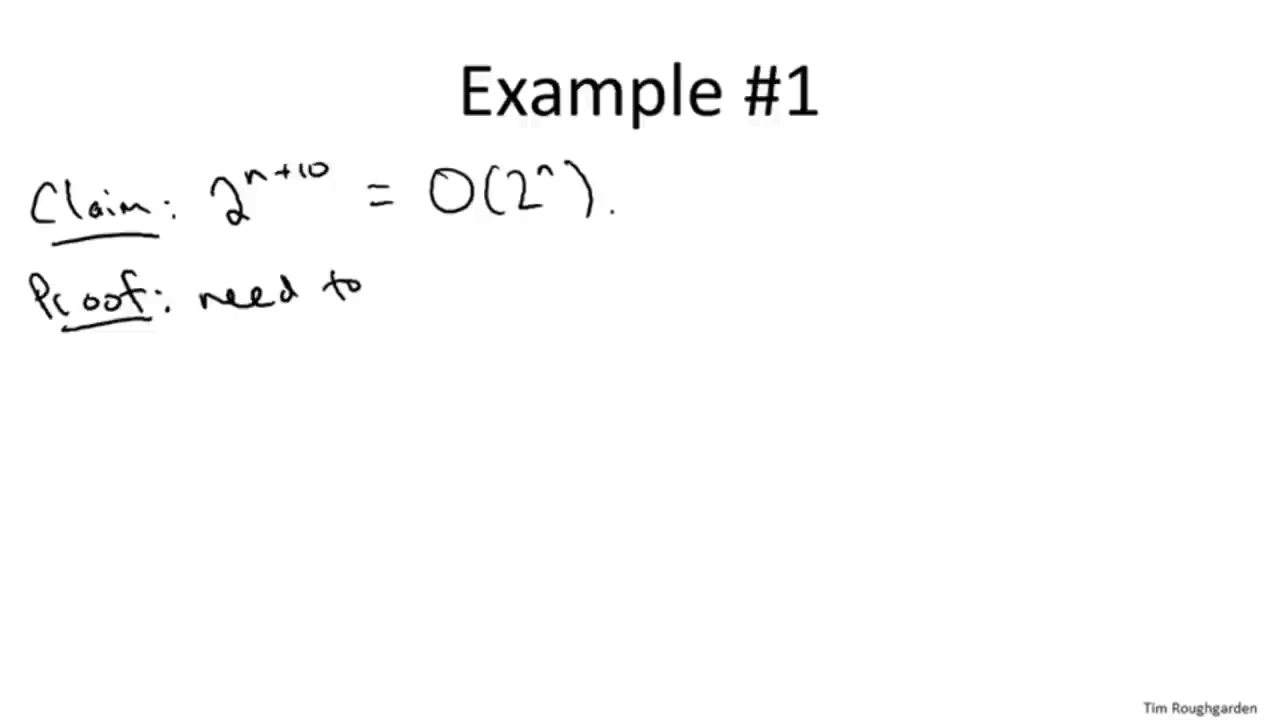 Example #1
Claim: 2^{n+10} = O(2^n).
Proof: need to
Tim Roughgarden